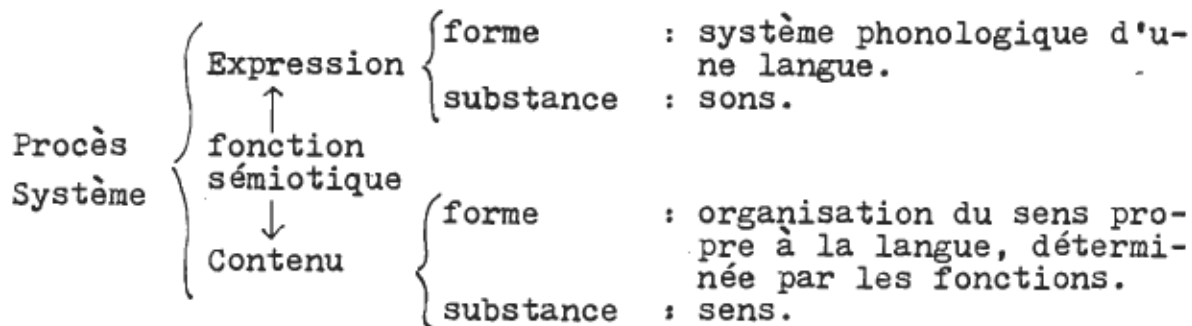 forme : système phonologique d'u-
Expression ne langue.
substance : sons.
Procès fonction
Système sémiotique
forme : organisation du sens pro-
pre à la langue, détermi-
Contenu née par les fonctions.
substance : sens.